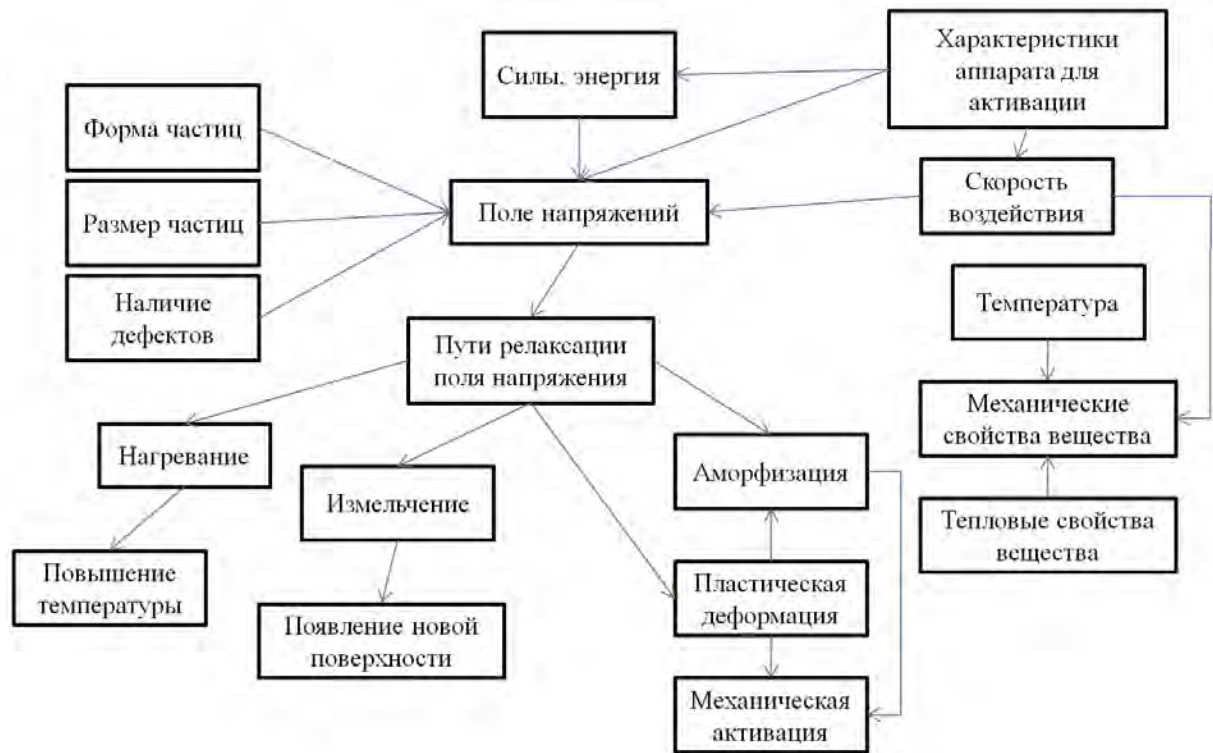 Характеристики
аппарата для
активации
Силы, энергия
Форма частиц
Размер частиц
Наличие
дефектов
Поле напряжений
Скорость
воздействия
Температура
Пути релаксации
поля напряжения
Механические
свойства вещества
Тепловые свойства
вещества
Нагревание
Измельчение
Аморфизация
Повышение
температуры
Появление новой
поверхности
Пластическая
деформация
Механическая
активация